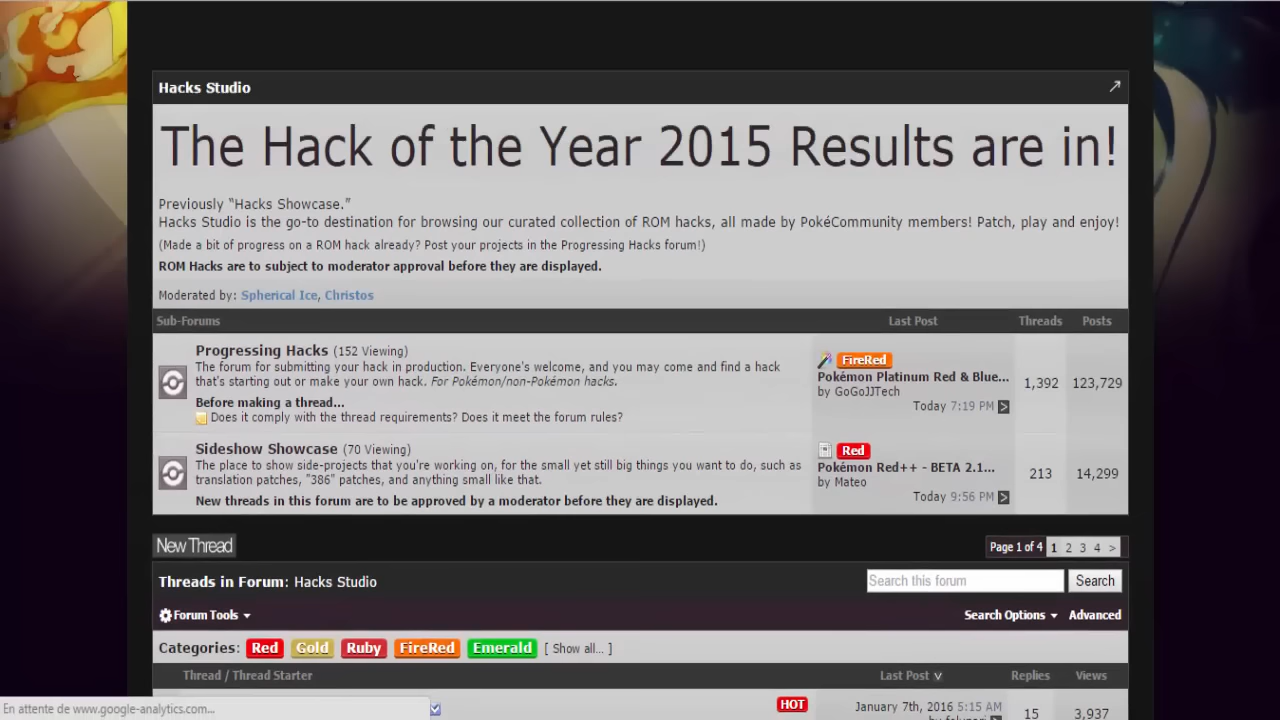 Hacks Studio
The Hack of the Year 2015 Results are in!
Previously “Hacks Showcase.”
Hacks Studio is the go-to destination for browsing our curated collection of ROM hacks, all made by PokéCommunity members! Patch, play and enjoy!
(Made a bit of progress on a ROM hack already? Post your projects in the Progressing Hacks forum!)
ROM Hacks are to subject to moderator approval before they are displayed.
Moderated by: Spherical Ice, Christos
Sub-Forums Last Post Threads Posts
Progressing Hacks (152 Viewing)
The forum for submitting your hack in production. Everyone's welcome, and you may come and find a hack
that's starting out or make your own hack. For Pokémon/non-Pokémon hacks.
Before making a thread...
Does it comply with the thread requirements? Does it meet the forum rules?
FireRed
Pokémon Platinum Red & Blue...
by GoGoJJTech
Today 7:19 PM
1,392 123,729
Sideshow Showcase (70 Viewing)
The place to show side-projects that you're working on, for the small yet still big things you want to do, such as
translation patches, "386" patches, and anything small like that.
New threads in this forum are to be approved by a moderator before they are displayed.
Red
Pokémon Red++ - BETA 2.1...
by Mateo
Today 9:56 PM
213 14,299
New Thread
Page 1 of 4 1 2 3 4 >
Threads in Forum: Hacks Studio
Search this forum Search
Forum Tools Search Options Advanced
Categories: Red Gold Ruby FireRed Emerald [ Show all... ]
Thread / Thread Starter Last Post Replies Views
HOT January 7th, 2016 5:15 AM 15 3,937
En attente de www.google-analytics.com...